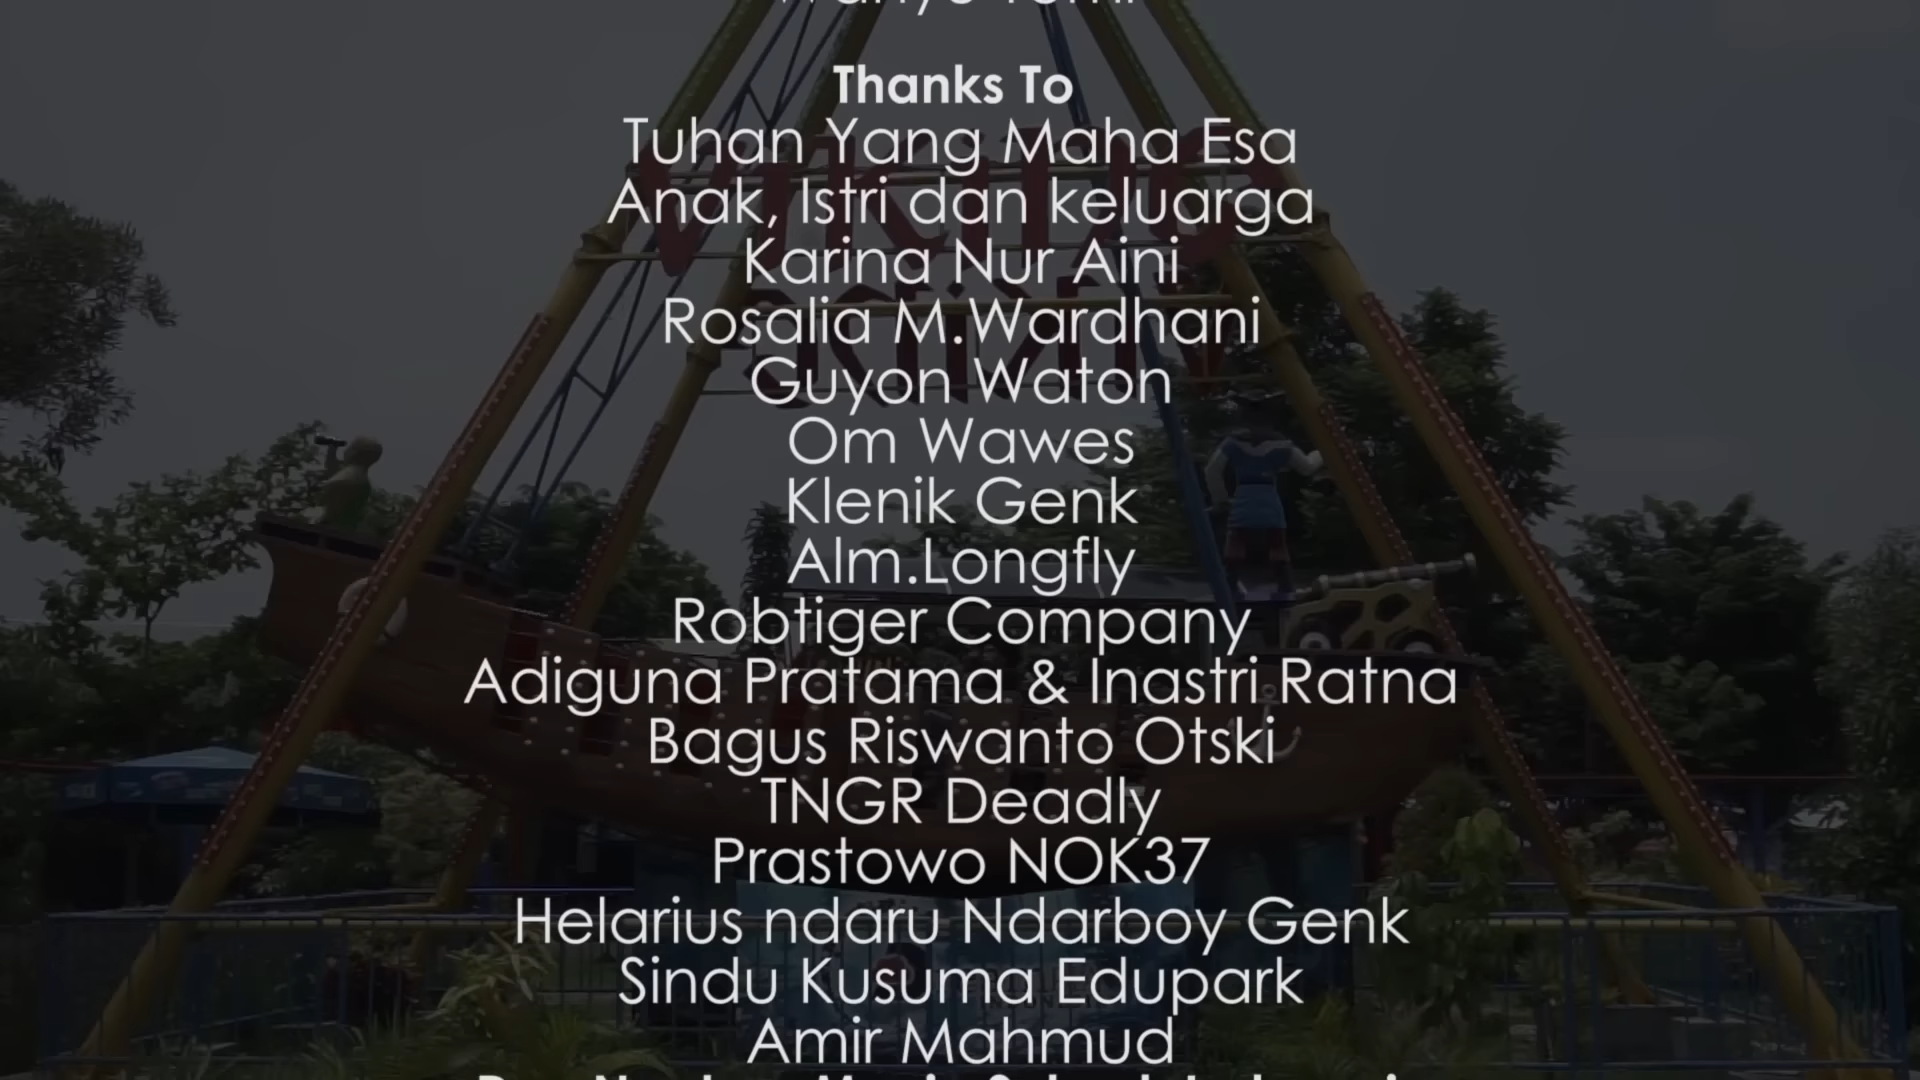 Thanks To
Tuhan Yang Maha Esa
Anak, Istri dan keluarga
Karina Nur Aini
Rosalia M.Wardhani
Guyon Waton
Om Wawes
Klenik Genk
Alm.Longfly
Robtiger Company
Adiguna Pratama & Inastri Ratna
Bagus Riswanto Otski
TNGR Deadly
Prastowo NOK37
Helarius ndaru Ndarboy Genk
Sindu Kusuma Edupark
Amir Mahmud